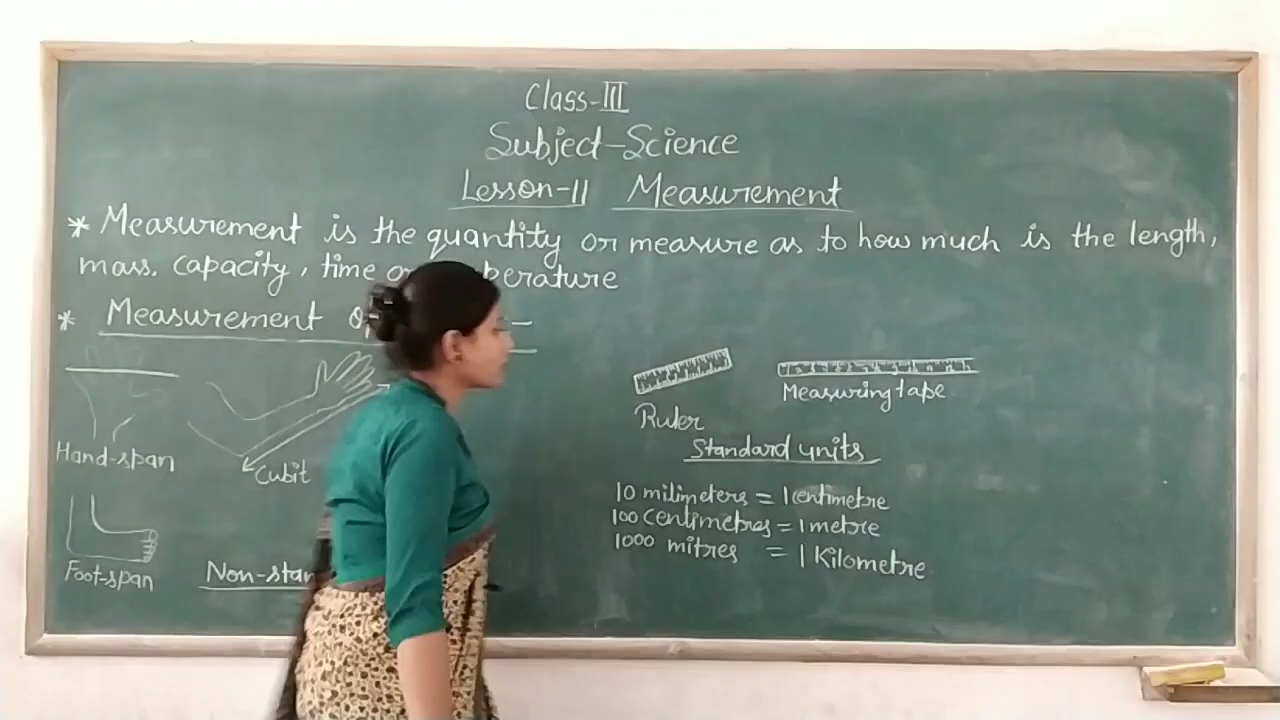 Class-III
Subject-Science
Lesson-11 Measurement
* Measurement is the quantity or measure as to how much is the length,
mass. capacity, time
* Measurement
Hand-span
Cubit
Foot-span
Ruler
Measuring tape
Standard units
10 milimeters = 1 centimetre
100 Centimetres = 1 metre
1000 mitres = 1 Kilometre